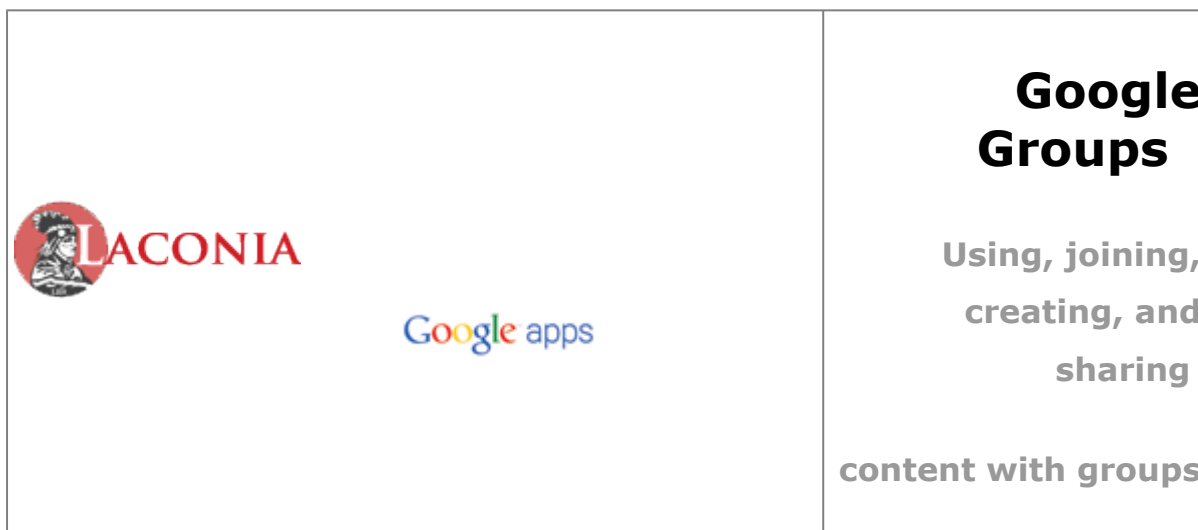 LACONIA
Google apps
Google
Groups
Using, joining,
creating, and
sharing
content with groups